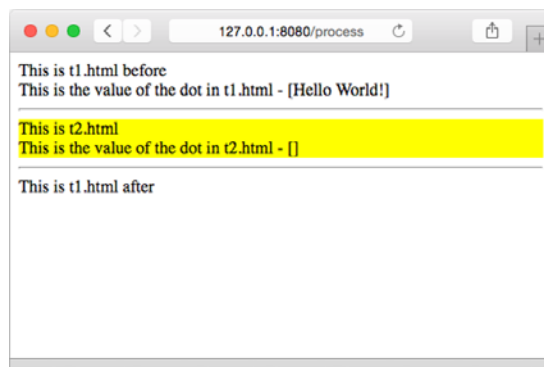 127.0.0.1:8080/process
This is t1.html before
This is the value of the dot in t1.html - [Hello World!]
This is t2.html
This is the value of the dot in t2.html - []
This is t1.html after